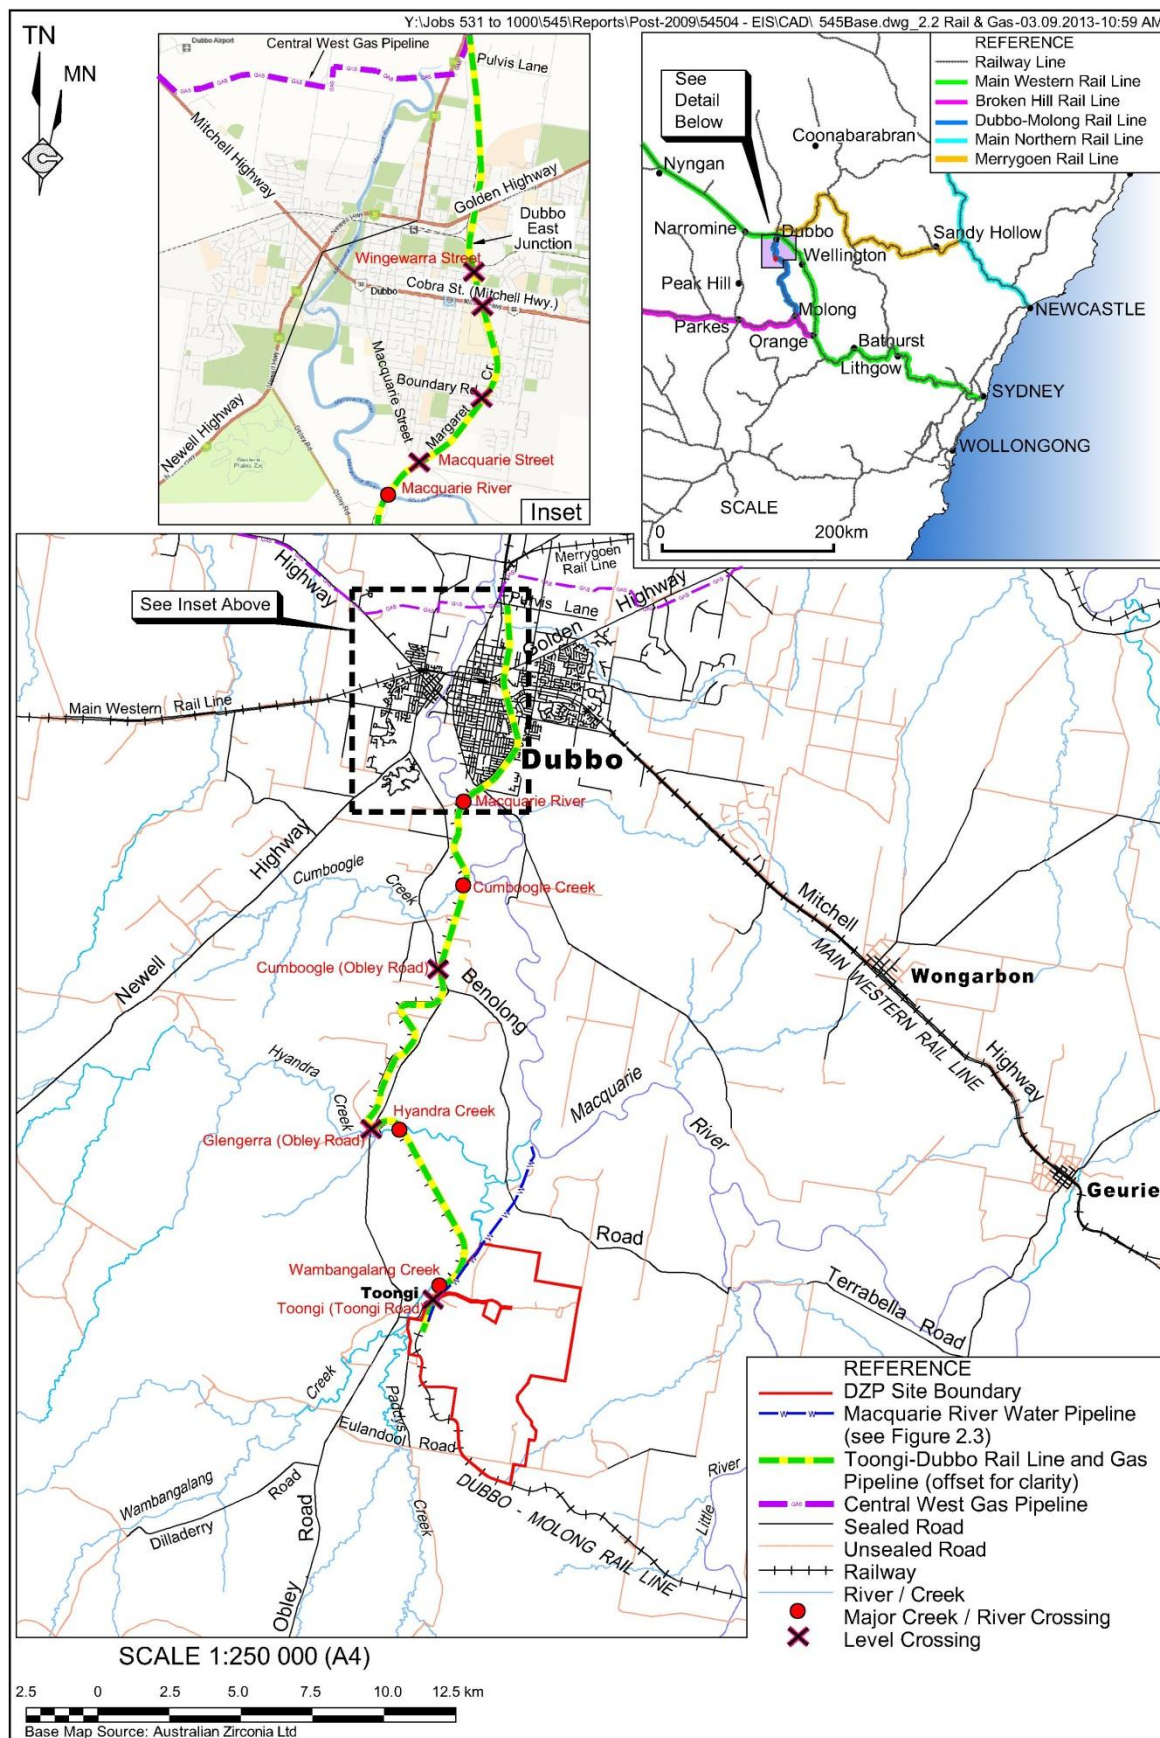 Y:\Jobs 531 to 1000\545\Reports\Post-2009\54504 - EIS\CAD\ 545Base.dwg_2.2 Rail & Gas-03.09.2013-10:59 AM
TN
MN
Dubbo Airport
Central West Gas Pipeline
Pulvis Lane
GAS
Mitchell Highway
Golden Highway
Newell Hwy
Dubbo
East
Junction
Wingewarra Street
Cobra St. (Mitchell Hwy.)
Dubbo
Macquarie Street
Boundary Rd.
Margaret Cr.
Newell Highway
Obley Rd
Macquarie Street
Macquarie River
Inset
See
Detail
Below
REFERENCE
Railway Line
Main Western Rail Line
Broken Hill Rail Line
Dubbo-Molong Rail Line
Main Northern Rail Line
Merrygoen Rail Line
Coonabarabran
Nyngan
Narromine
Dubbo
Sandy Hollow
Wellington
Peak Hill
Molong
NEWCASTLE
Parkes
Orange
Bathurst
Lithgow
SYDNEY
WOLLONGONG
SCALE
0 200km
Highway
Merrygoen
Rail Line
Purvis Lane
Highway
Golden
See Inset Above
Main Western Rail Line
Dubbo
Macquarie River
Highway
Cumboogle
Creek
Cumboogle Creek
Mitchell
Newell
Cumboogle (Obley Road)
Benolong
MAIN WESTERN RAIL LINE
Wongarbon
Highway
Hyandra
Creek
Macquarie
River
Hyandra Creek
Glengerra (Obley Road)
Geurie
Road
Wambangalang Creek
Toongi
Toongi (Toongi Road)
Terrabella Road
Creek
Paddys
Eulandool Road
Wambangalang
Dilladerry Road
Obley Road
Creek
DUBBO - MOLONG RAIL LINE
Little River
REFERENCE
DZP Site Boundary
Macquarie River Water Pipeline
(see Figure 2.3)
Toongi-Dubbo Rail Line and Gas
Pipeline (offset for clarity)
Central West Gas Pipeline
Sealed Road
Unsealed Road
Railway
River / Creek
Major Creek / River Crossing
Level Crossing
SCALE 1:250 000 (A4)
2.5 0 2.5 5.0 7.5 10.0 12.5 km
Base Map Source: Australian Zirconia Ltd